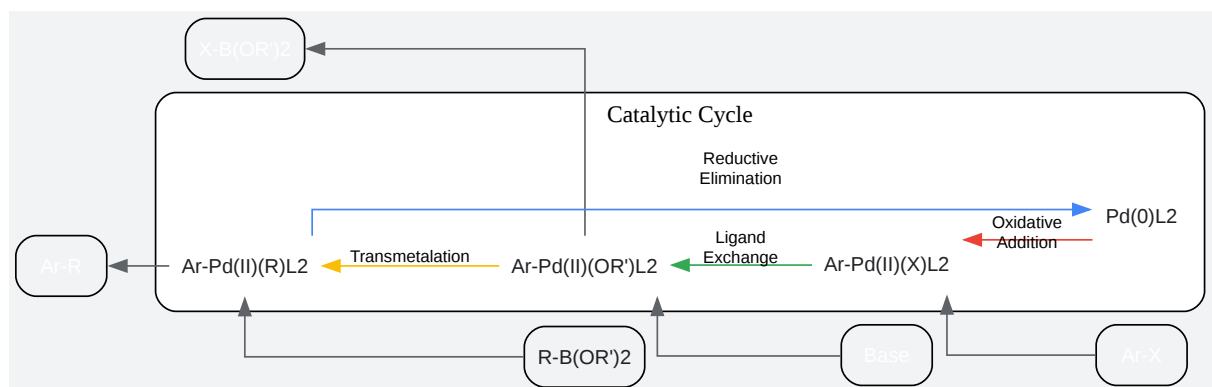 X-B(OR')2
Catalytic Cycle
Reductive
Elimination
Pd(0)L2
Oxidative
Addition
Ligand
Exchange
Transmetalation
Ar-R
Ar-Pd(II)(R)L2
Ar-Pd(II)(OR')L2
Ar-Pd(II)(X)L2
R-B(OR')2
Base
Ar-X